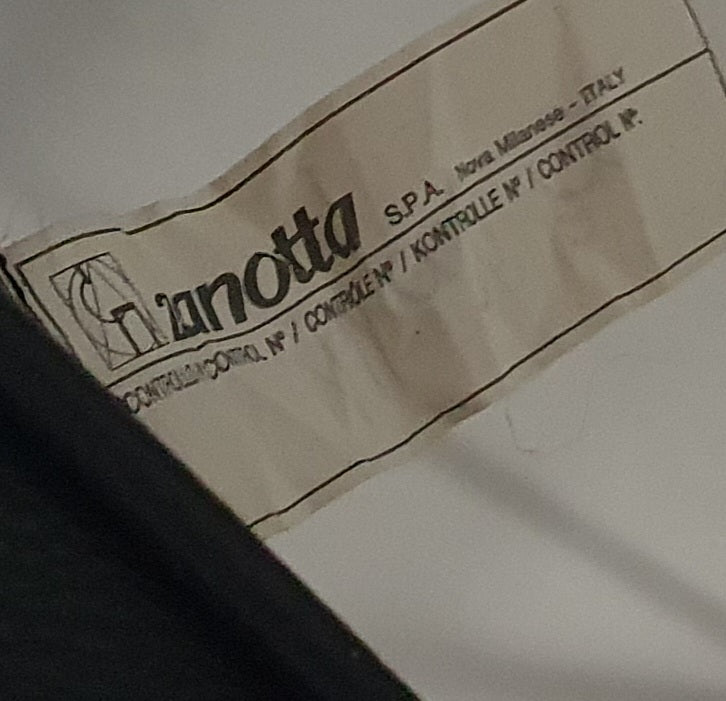 Zanotta S.P.A. Nova Milanese - ITALY
CONTROLLO/CONTROL Nº / CONTRÔLE Nº / KONTROLLE Nº / CONTROL Nº.